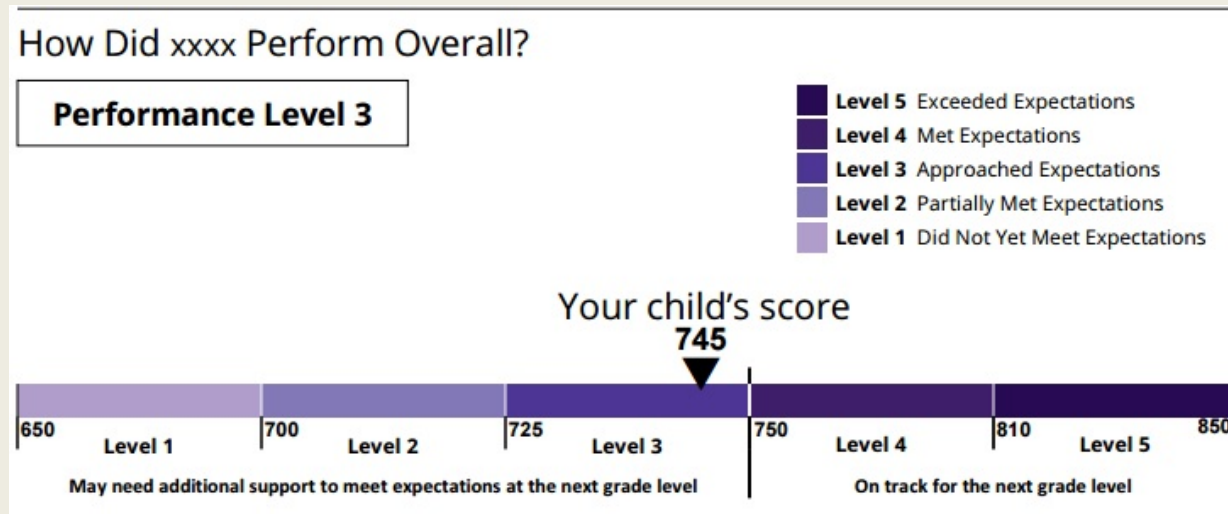 How Did xxxx Perform Overall?
Performance Level 3
Level 5 Exceeded Expectations
Level 4 Met Expectations
Level 3 Approached Expectations
Level 2 Partially Met Expectations
Level 1 Did Not Yet Meet Expectations
Your child's score
745
650 700 725 750 810 850
Level 1 Level 2 Level 3 Level 4 Level 5
May need additional support to meet expectations at the next grade level On track for the next grade level